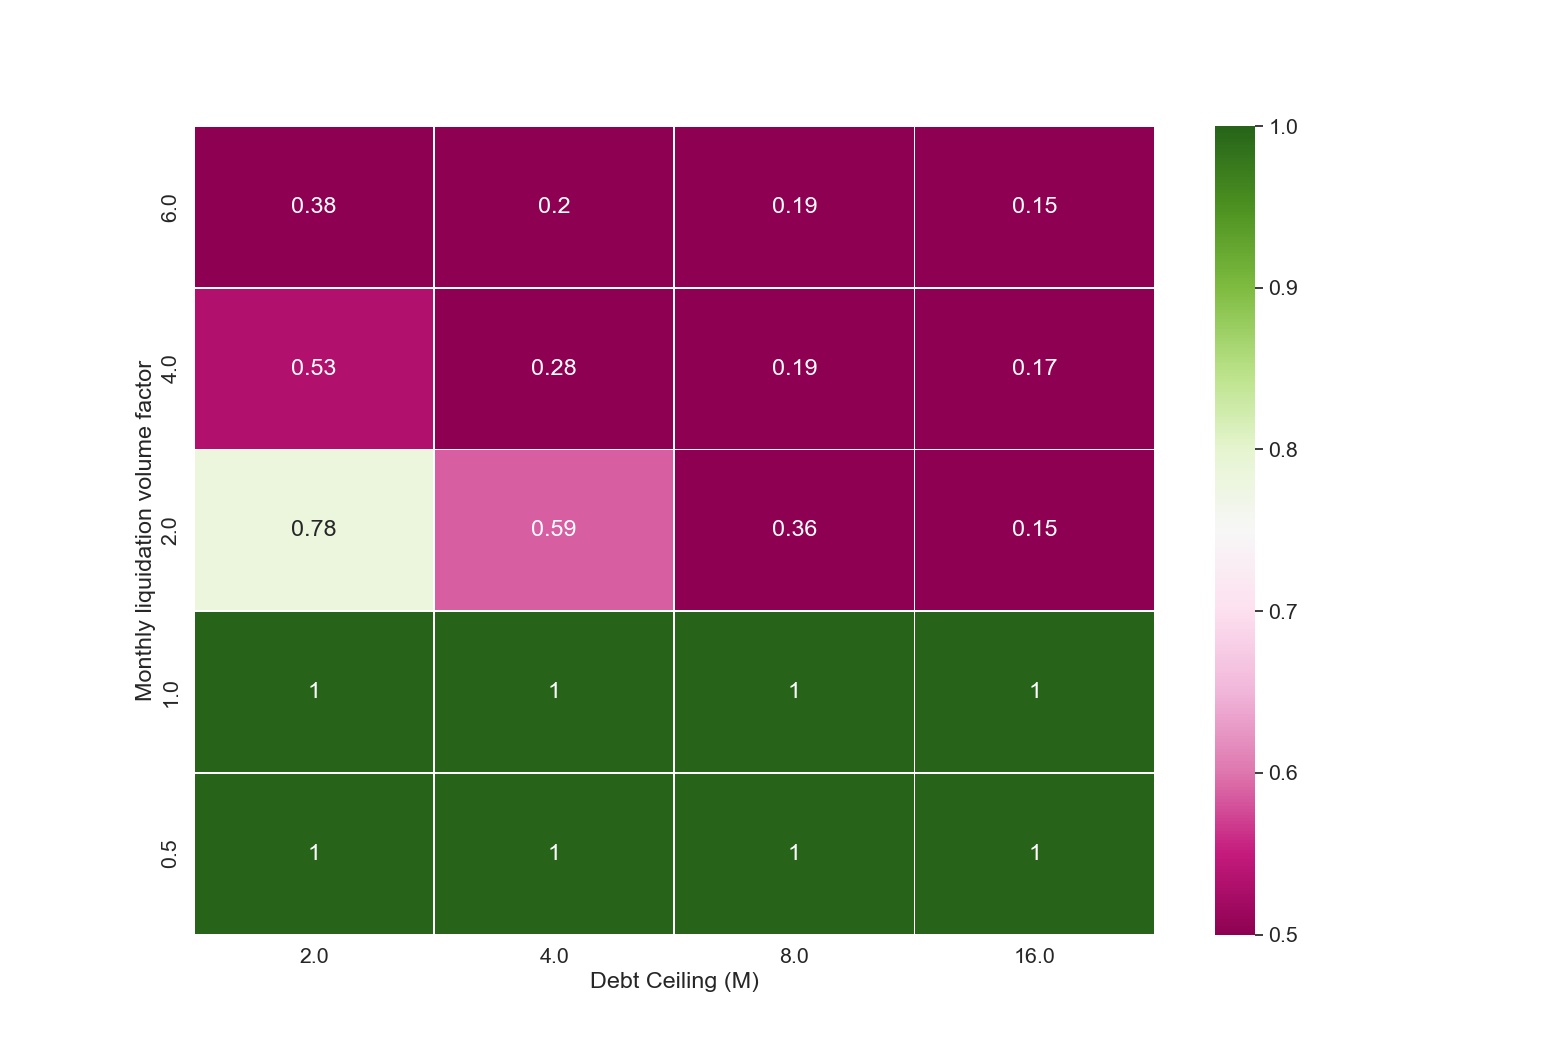 1.0
6.0 0.38 0.2 0.19 0.15
0.9
4.0 0.53 0.28 0.19 0.17
0.8
Monthly liquidation volume factor
2.0 0.78 0.59 0.36 0.15
0.7
1.0 1 1 1 1
0.6
0.5 1 1 1 1
0.5
2.0 4.0 8.0 16.0
Debt Ceiling (M)